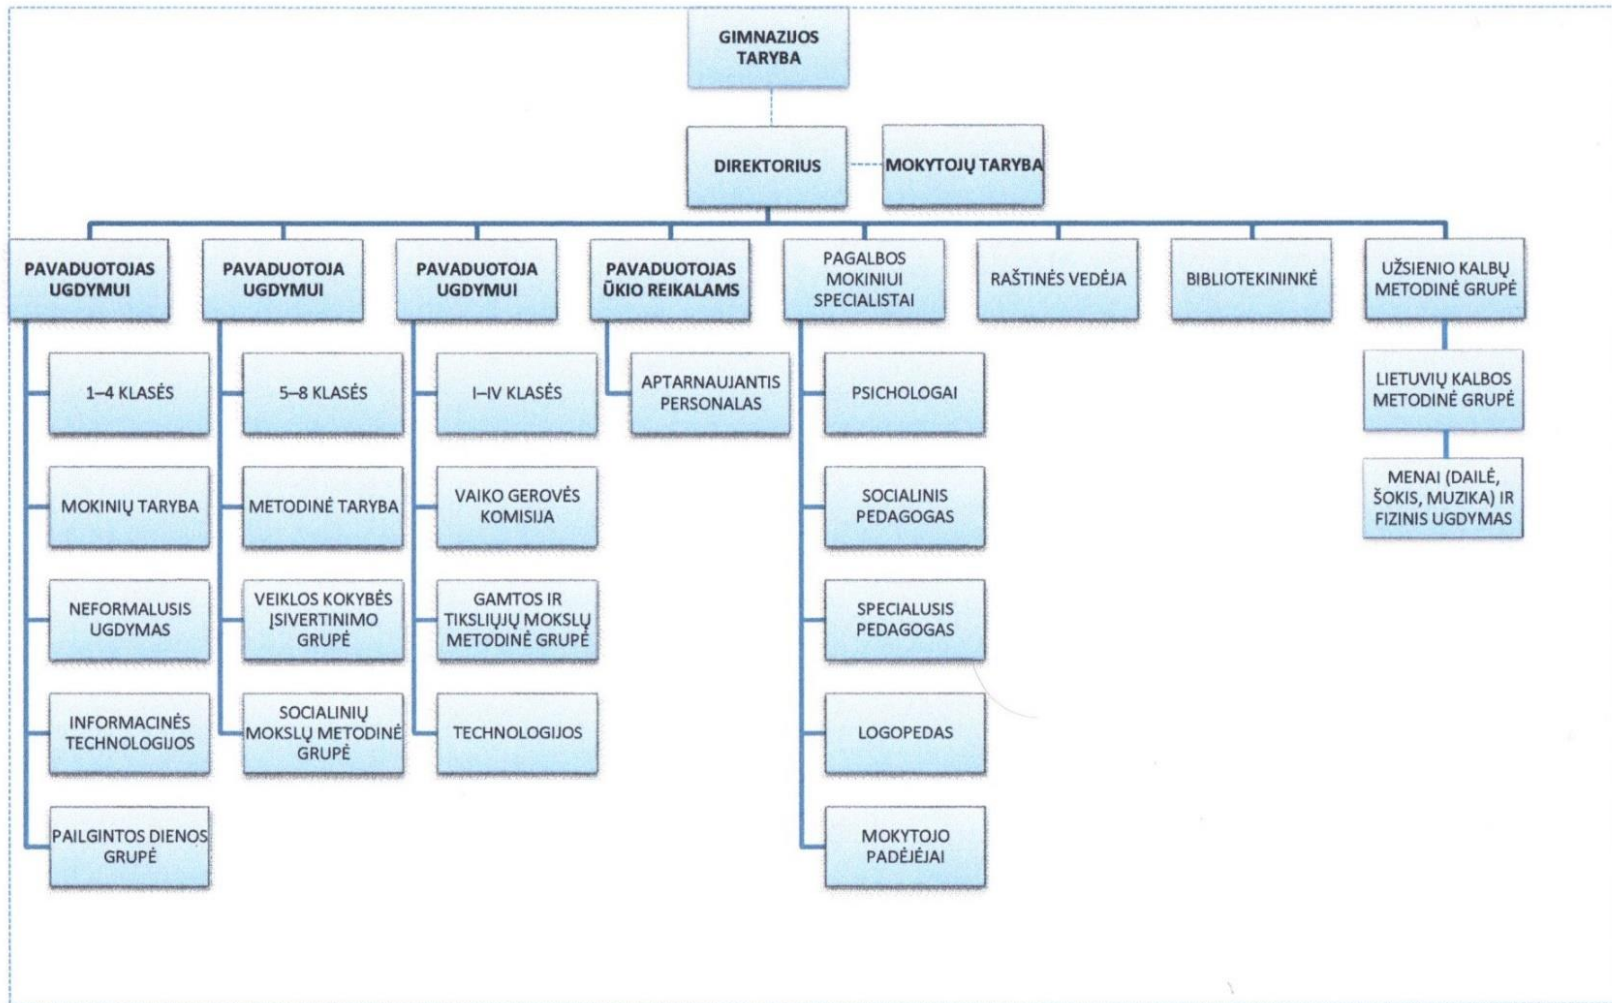 GIMNAZIJOS
TARYBA
DIREKTORIUS
MOKYTOJŲ TARYBA
PAVADUOTOJAS
UGDYMUI
PAVADUOTOJA
UGDYMUI
PAVADUOTOJA
UGDYMUI
PAVADUOTOJAS
ŪKIO REIKALAMS
PAGALBOS
MOKINIUI
SPECIALISTAI
RAŠTINĖS VEDĖJA
BIBLIOTEKININKĖ
UŽSIENIO KALBŲ
METODINĖ GRUPĖ
1–4 KLASĖS
5–8 KLASĖS
I–IV KLASĖS
APTARNAUJANTIS
PERSONALAS
PSICHOLOGAI
LIETUVIŲ KALBOS
METODINĖ GRUPĖ
MOKINIŲ TARYBA
METODINĖ TARYBA
VAIKO GEROVĖS
KOMISIJA
SOCIALINIS
PEDAGOGAS
MENAI (DAILĖ,
ŠOKIS, MUZIKA) IR
FIZINIS UGDYMAS
NEFORMALUSIS
UGDYMAS
VEIKLOS KOKYBĖS
ĮSIVERTINIMO
GRUPĖ
GAMTOS IR
TIKSLIŲJŲ MOKSLŲ
METODINĖ GRUPĖ
SPECIALUSIS
PEDAGOGAS
INFORMACINĖS
TECHNOLOGIJOS
SOCIALINIŲ
MOKSLŲ METODINĖ
GRUPĖ
TECHNOLOGIJOS
LOGOPEDAS
PAILGINTOS DIENOS
GRUPĖ
MOKYTOJO
PADĖJĖJAI